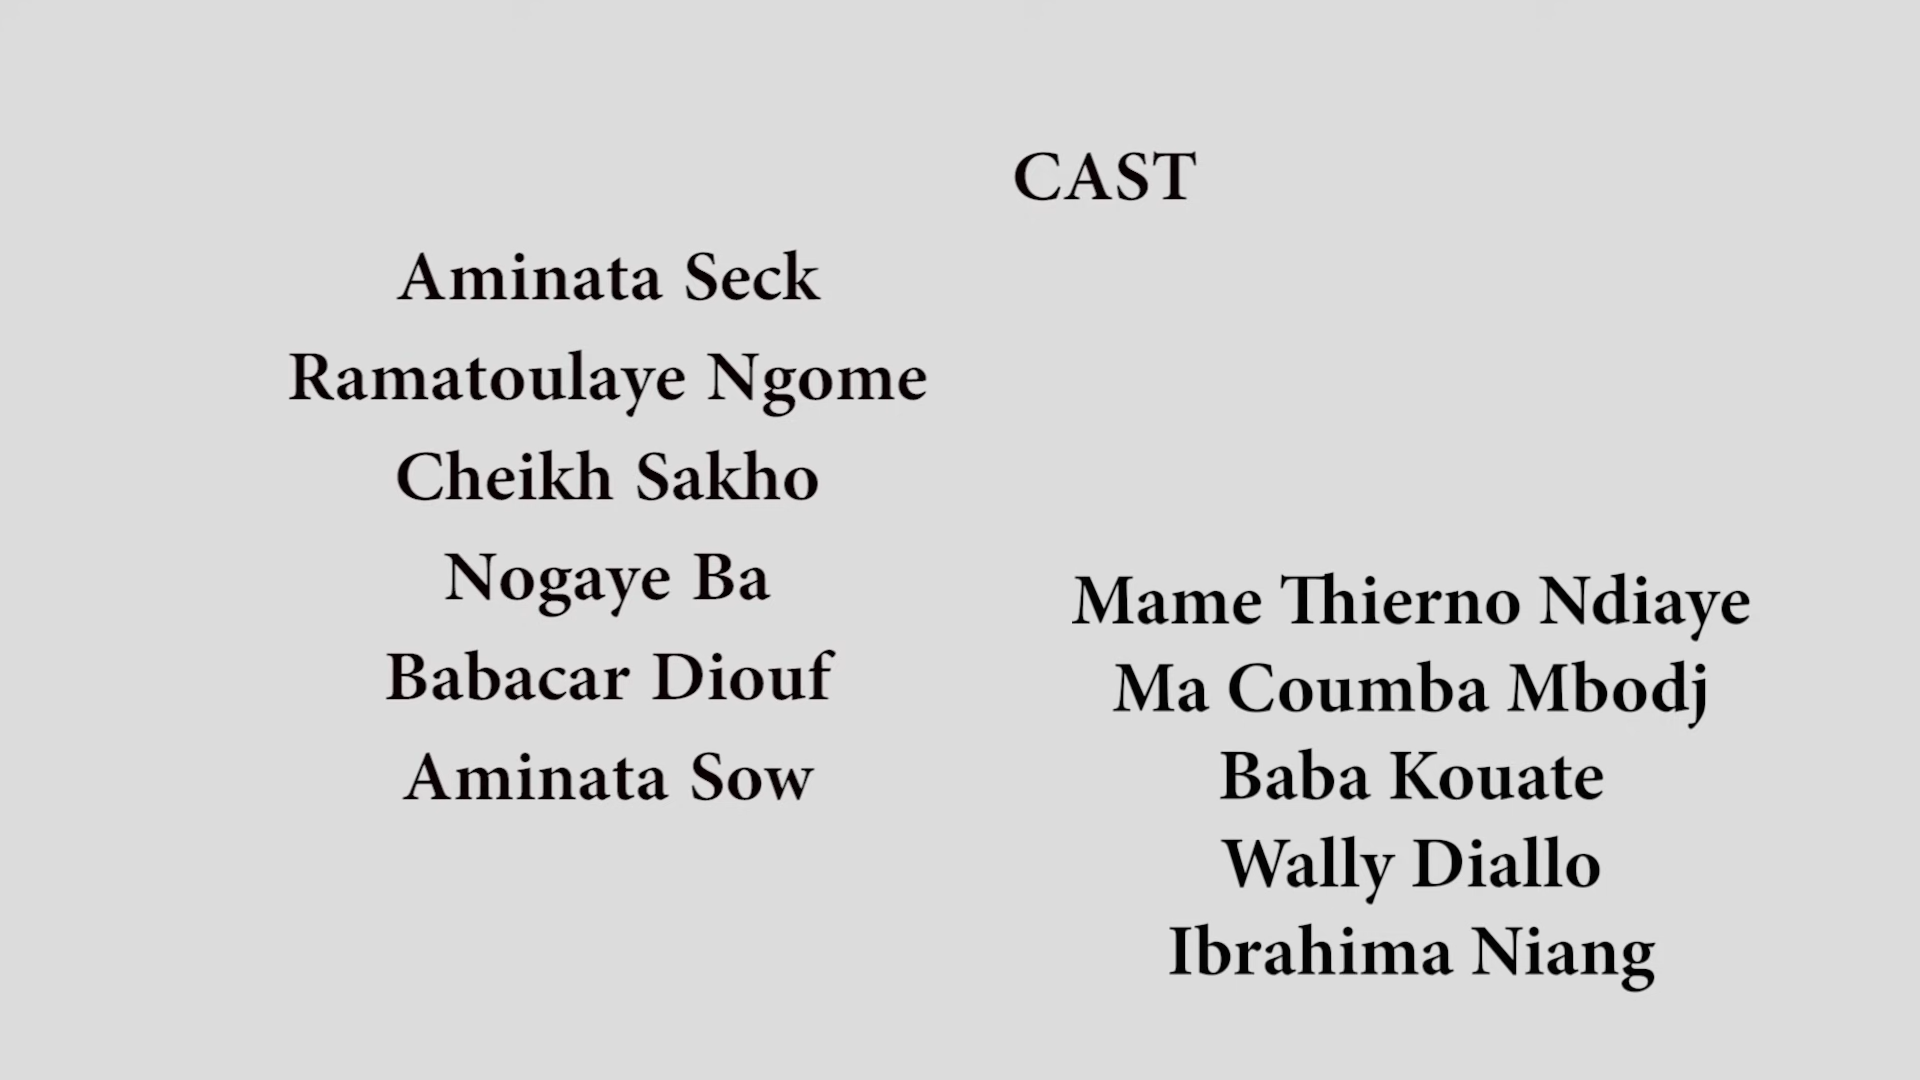 CAST
Aminata Seck
Ramatoulaye Ngome
Cheikh Sakho
Nogaye Ba
Babacar Diouf
Aminata Sow
Mame Thierno Ndiaye
Ma Coumba Mbodj
Baba Kouate
Wally Diallo
Ibrahima Niang